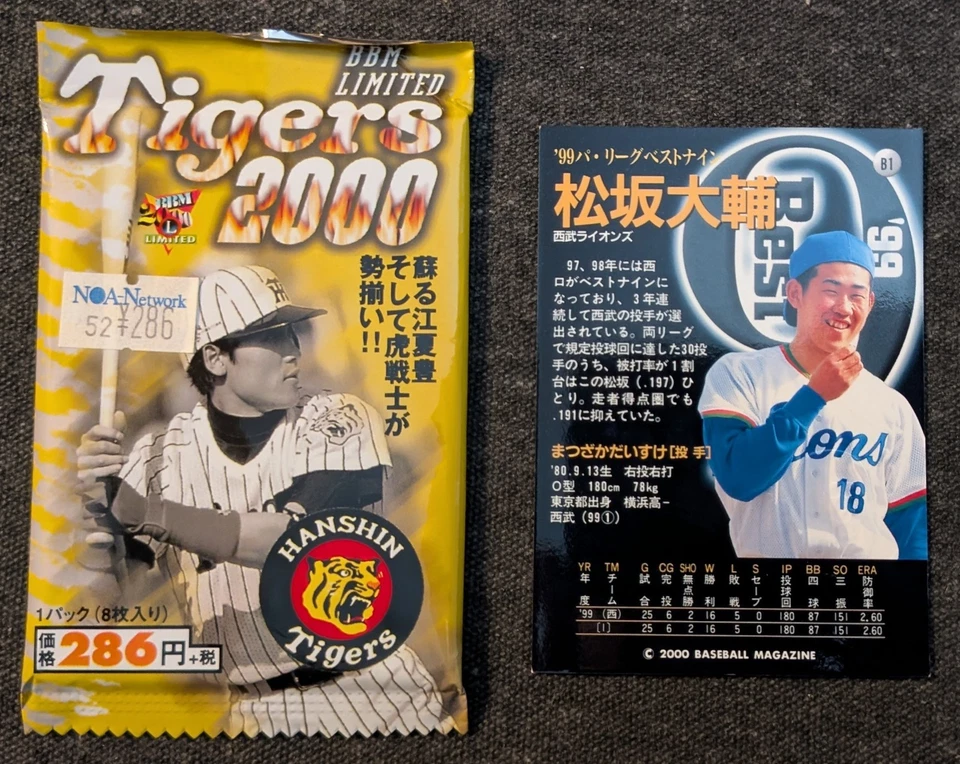 BBM
LIMITED
Tigers
2000
BBM
2000
L
LIMITED
蘇る江夏豊
そして虎戦士が
勢揃い!!
NOA-Network
52¥286
HANSHIN
Tigers
1パック(8枚入り)
価格286円+税
'99パ・リーグベストナイン
B1
松坂大輔
西武ライオンズ
Best
'99
97、98年には西
口がベストナインに
なっており、3年連
続して西武の投手が選
出されている。両リーグ
で規定投球回に達した30投
手のうち、被打率が1割
台はこの松坂(.197)ひ
とり。走者得点圏でも
.191に抑えていた。
まつざかだいすけ[投手]
'80.9.13生 右投右打
O型 180cm 78kg
東京都出身 横浜高−
西武(99①)
Lions
18
YR TM G CG SHO W L S IP BB SO ERA
年度 チーム 試合 完投 無点勝 勝利 敗戦 セーブ 投球回 四球 三振 防御率
'99 (西) 25 6 2 16 5 0 180 87 151 2.60
[1] 25 6 2 16 5 0 180 87 151 2.60
© 2000 BASEBALL MAGAZINE